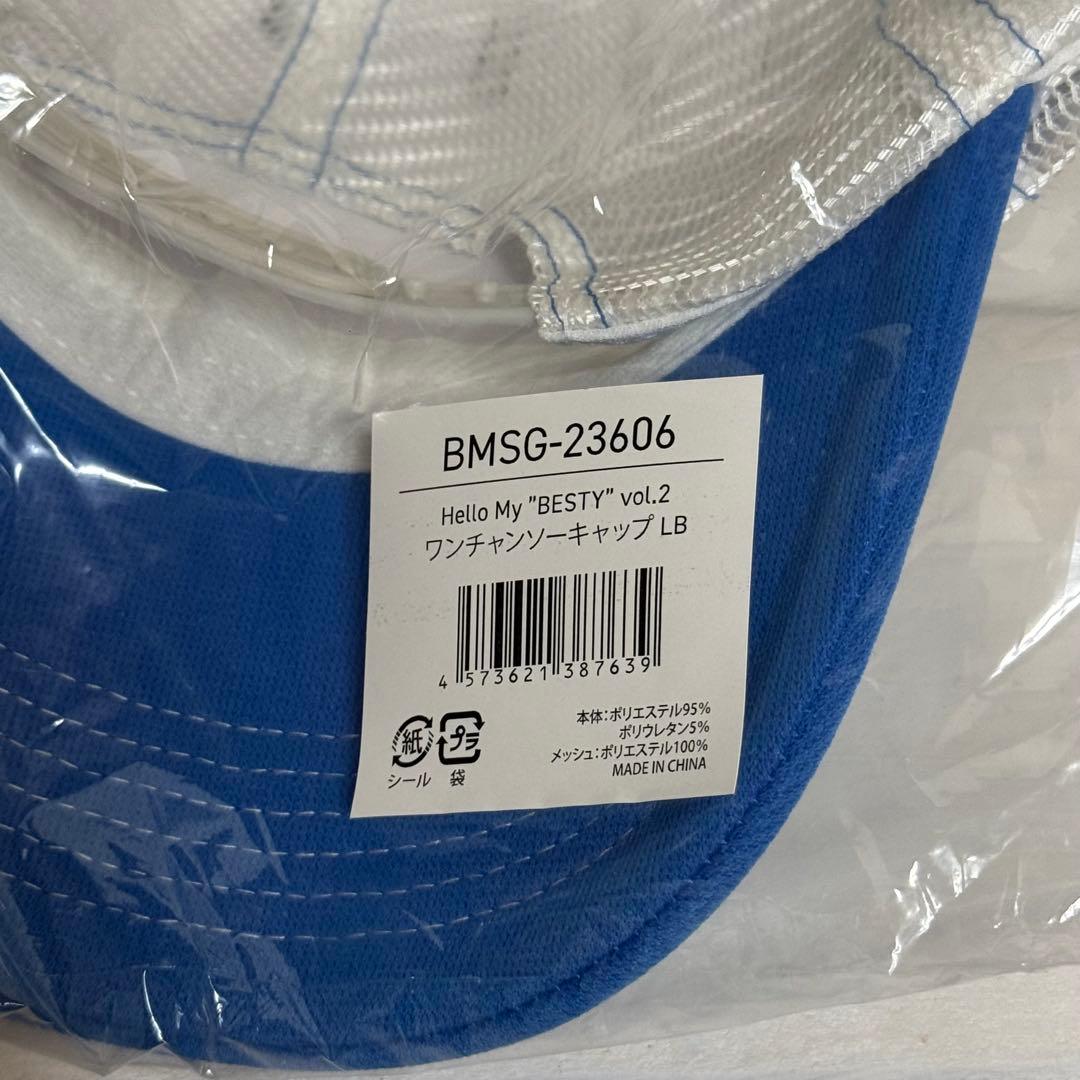 BMSG-23606
Hello My "BESTY" vol.2
ワンチャンソーキャップ LB
4 573621 387639
紙 プラ
シール 袋
本体:ポリエステル95%
ポリウレタン5%
メッシュ:ポリエステル100%
MADE IN CHINA